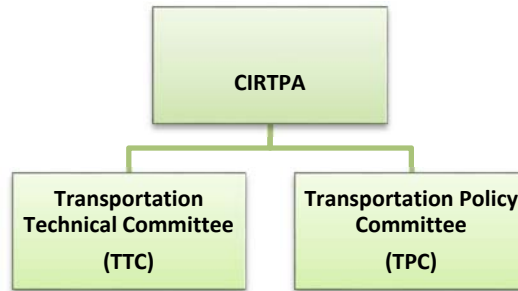 CIRTPA
Transportation
Technical Committee
(TTC)
Transportation Policy
Committee
(TPC)